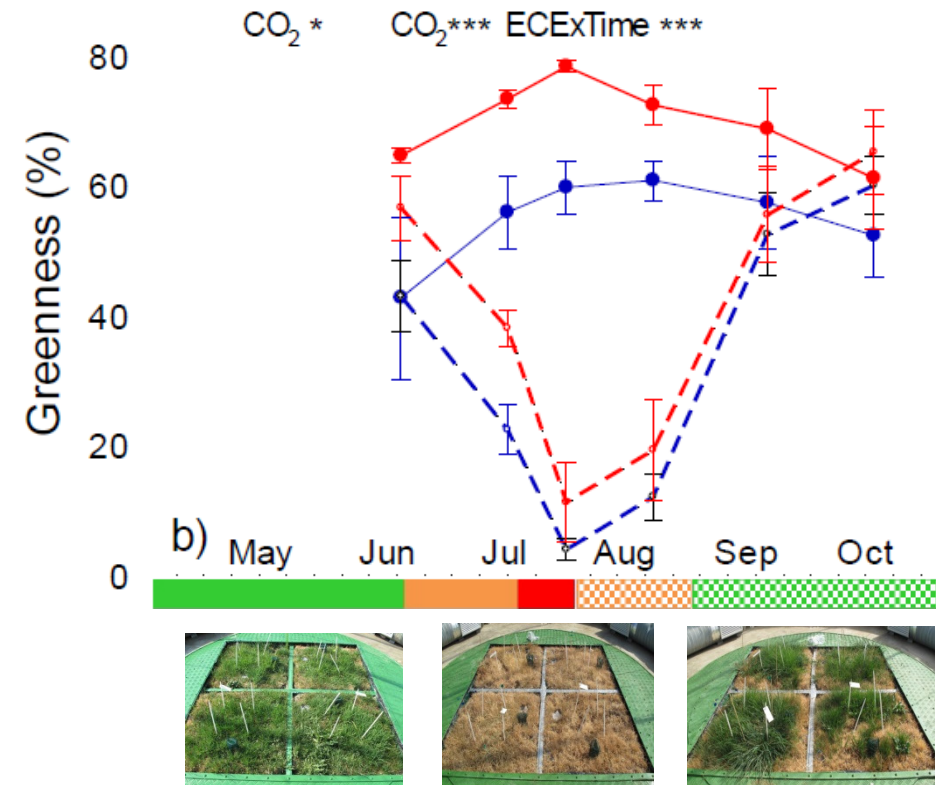 CO₂ * CO₂*** ECExTime ***
80
60
40
20
0
Greenness (%)
b)
May Jun Jul Aug Sep Oct